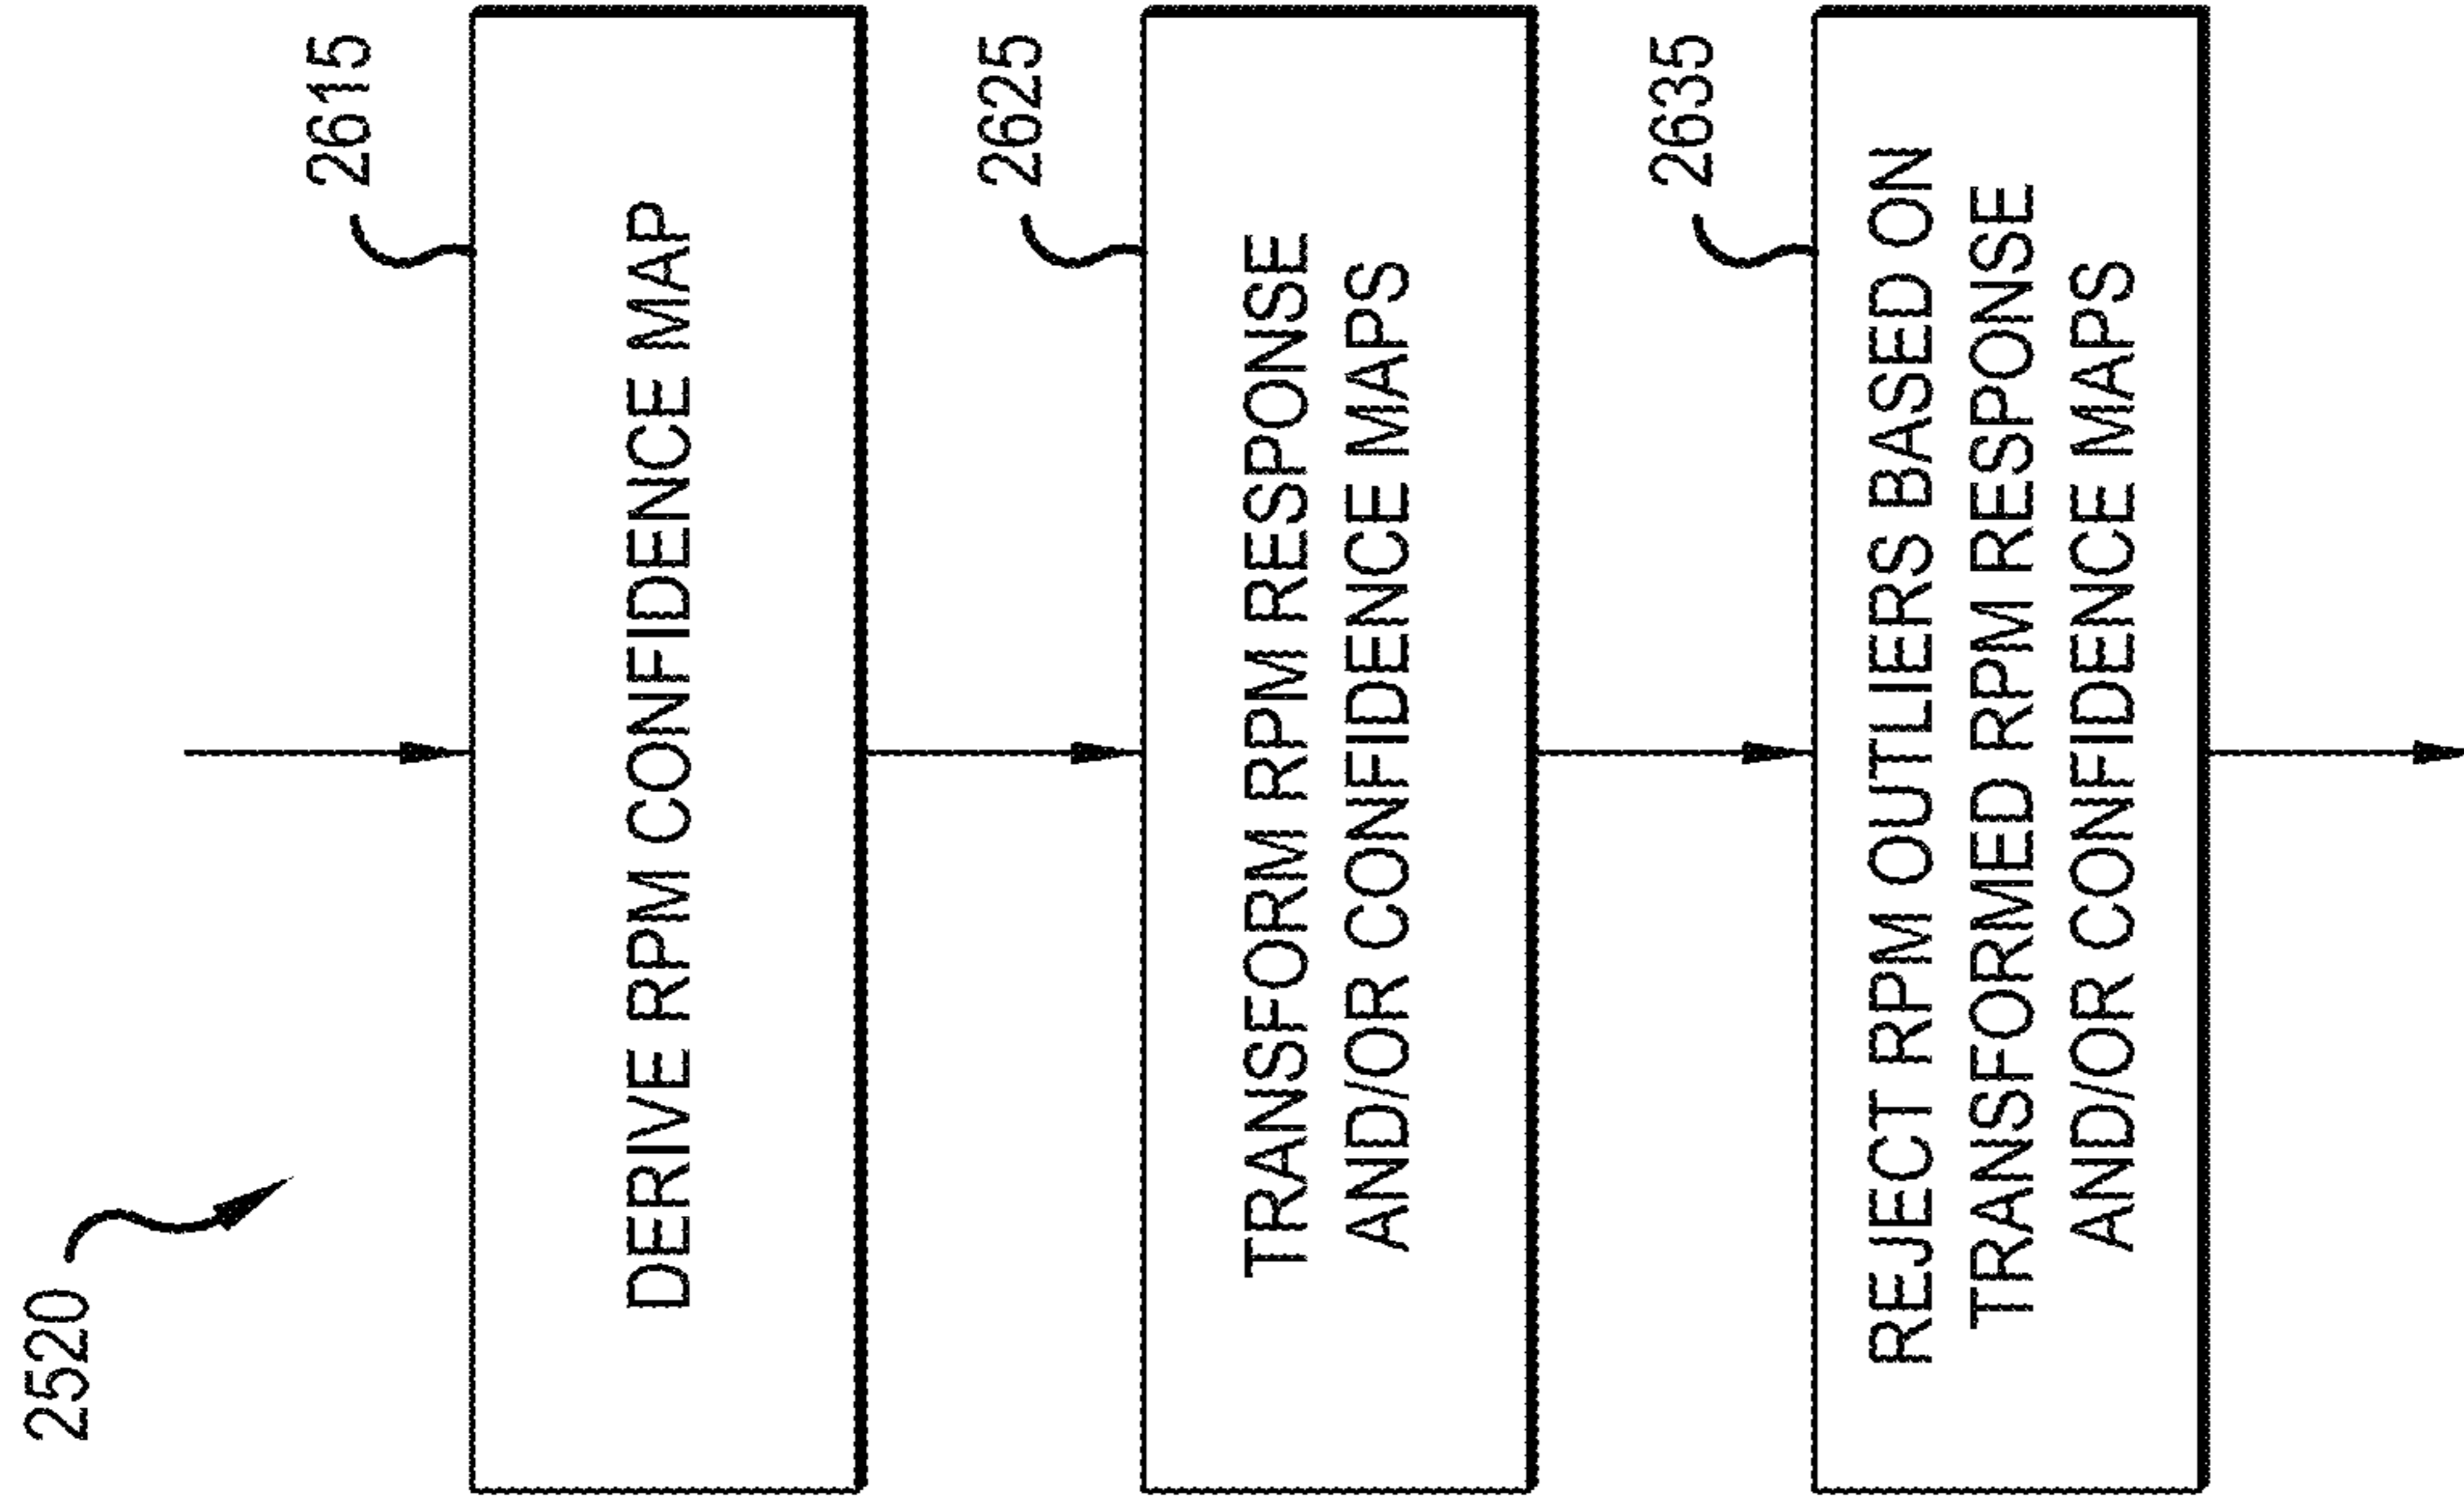 2520
2615
DERIVE RPM CONFIDENCE MAP
2625
TRANSFORM RPM RESPONSE
AND/OR CONFIDENCE MAPS
2635
REJECT RPM OUTLIERS BASED ON
TRANSFORMED RPM RESPONSE
AND/OR CONFIDENCE MAPS